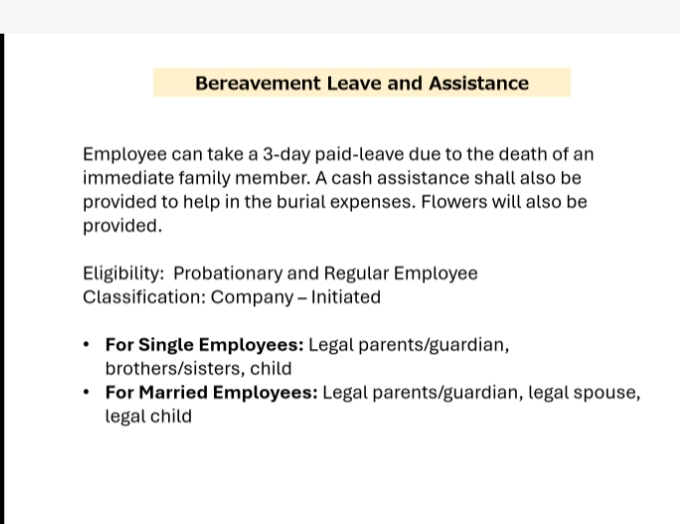 Bereavement Leave and Assistance
Employee can take a 3-day paid-leave due to the death of an
immediate family member. A cash assistance shall also be
provided to help in the burial expenses. Flowers will also be
provided.
Eligibility:  Probationary and Regular Employee
Classification: Company – Initiated
• For Single Employees: Legal parents/guardian,
brothers/sisters, child
• For Married Employees: Legal parents/guardian, legal spouse,
legal child